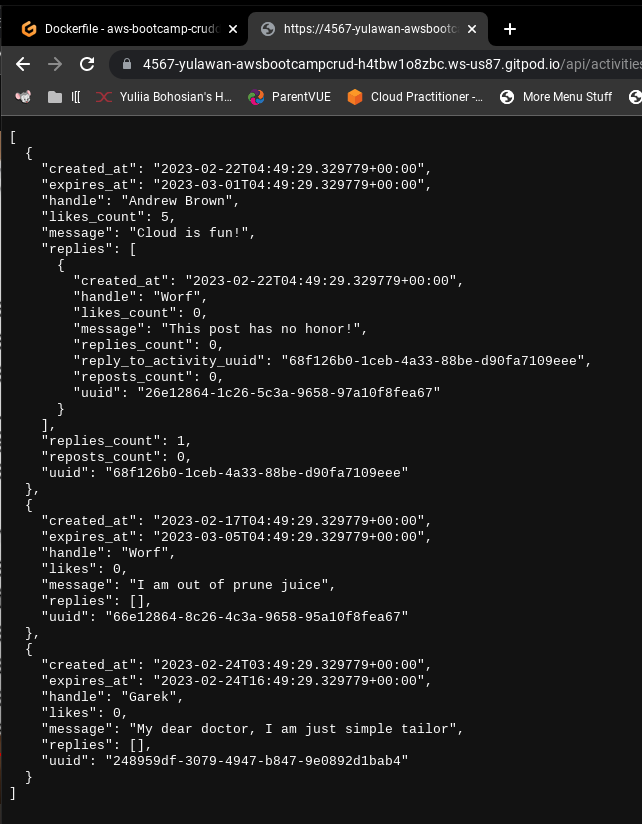 Dockerfile - aws-bootcamp-crud
https://4567-yulawan-awsbootc
4567-yulawan-awsbootcampcrud-h4tbw1o8zbc.ws-us87.gitpod.io/api/activities
I[[
Yuliia Bohosian's H...
ParentVUE
Cloud Practitioner -...
More Menu Stuff
[
  {
    "created_at": "2023-02-22T04:49:29.329779+00:00",
    "expires_at": "2023-03-01T04:49:29.329779+00:00",
    "handle": "Andrew Brown",
    "likes_count": 5,
    "message": "Cloud is fun!",
    "replies": [
      {
        "created_at": "2023-02-22T04:49:29.329779+00:00",
        "handle": "Worf",
        "likes_count": 0,
        "message": "This post has no honor!",
        "replies_count": 0,
        "reply_to_activity_uuid": "68f126b0-1ceb-4a33-88be-d90fa7109eee",
        "reposts_count": 0,
        "uuid": "26e12864-1c26-5c3a-9658-97a10f8fea67"
      }
    ],
    "replies_count": 1,
    "reposts_count": 0,
    "uuid": "68f126b0-1ceb-4a33-88be-d90fa7109eee"
  },
  {
    "created_at": "2023-02-17T04:49:29.329779+00:00",
    "expires_at": "2023-03-05T04:49:29.329779+00:00",
    "handle": "Worf",
    "likes": 0,
    "message": "I am out of prune juice",
    "replies": [],
    "uuid": "66e12864-8c26-4c3a-9658-95a10f8fea67"
  },
  {
    "created_at": "2023-02-24T03:49:29.329779+00:00",
    "expires_at": "2023-02-24T16:49:29.329779+00:00",
    "handle": "Garek",
    "likes": 0,
    "message": "My dear doctor, I am just simple tailor",
    "replies": [],
    "uuid": "248959df-3079-4947-b847-9e0892d1bab4"
  }
]